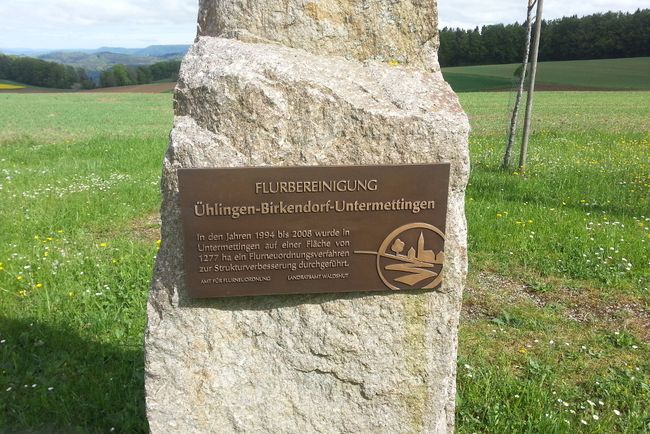 FLURBEREINIGUNG
Ühlingen-Birkendorf-Untermettingen
In den Jahren 1994 bis 2008 wurde in
Untermettingen auf einer Fläche von
1277 ha ein Flurneuordnungsverfahren
zur Strukturverbesserung durchgeführt.
AMT FÜR FLURNEUORDNUNG LANDRATSAMT WALDSHUT